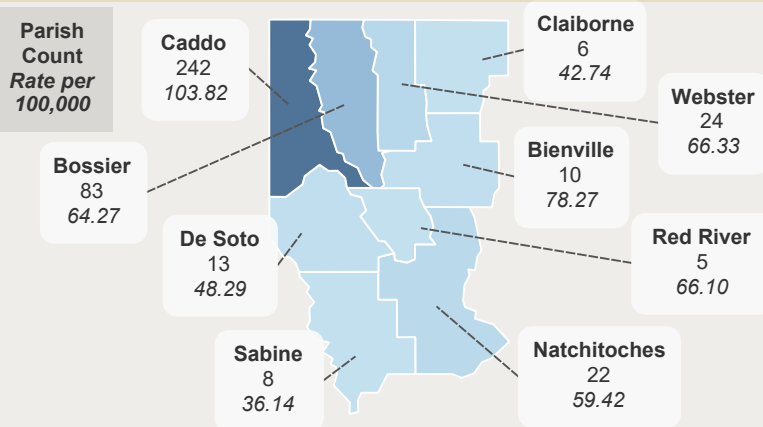 Parish
Count
Rate per
100,000
Caddo
242
103.82
Claiborne
6
42.74
Webster
24
66.33
Bossier
83
64.27
Bienville
10
78.27
De Soto
13
48.29
Red River
5
66.10
Sabine
8
36.14
Natchitoches
22
59.42